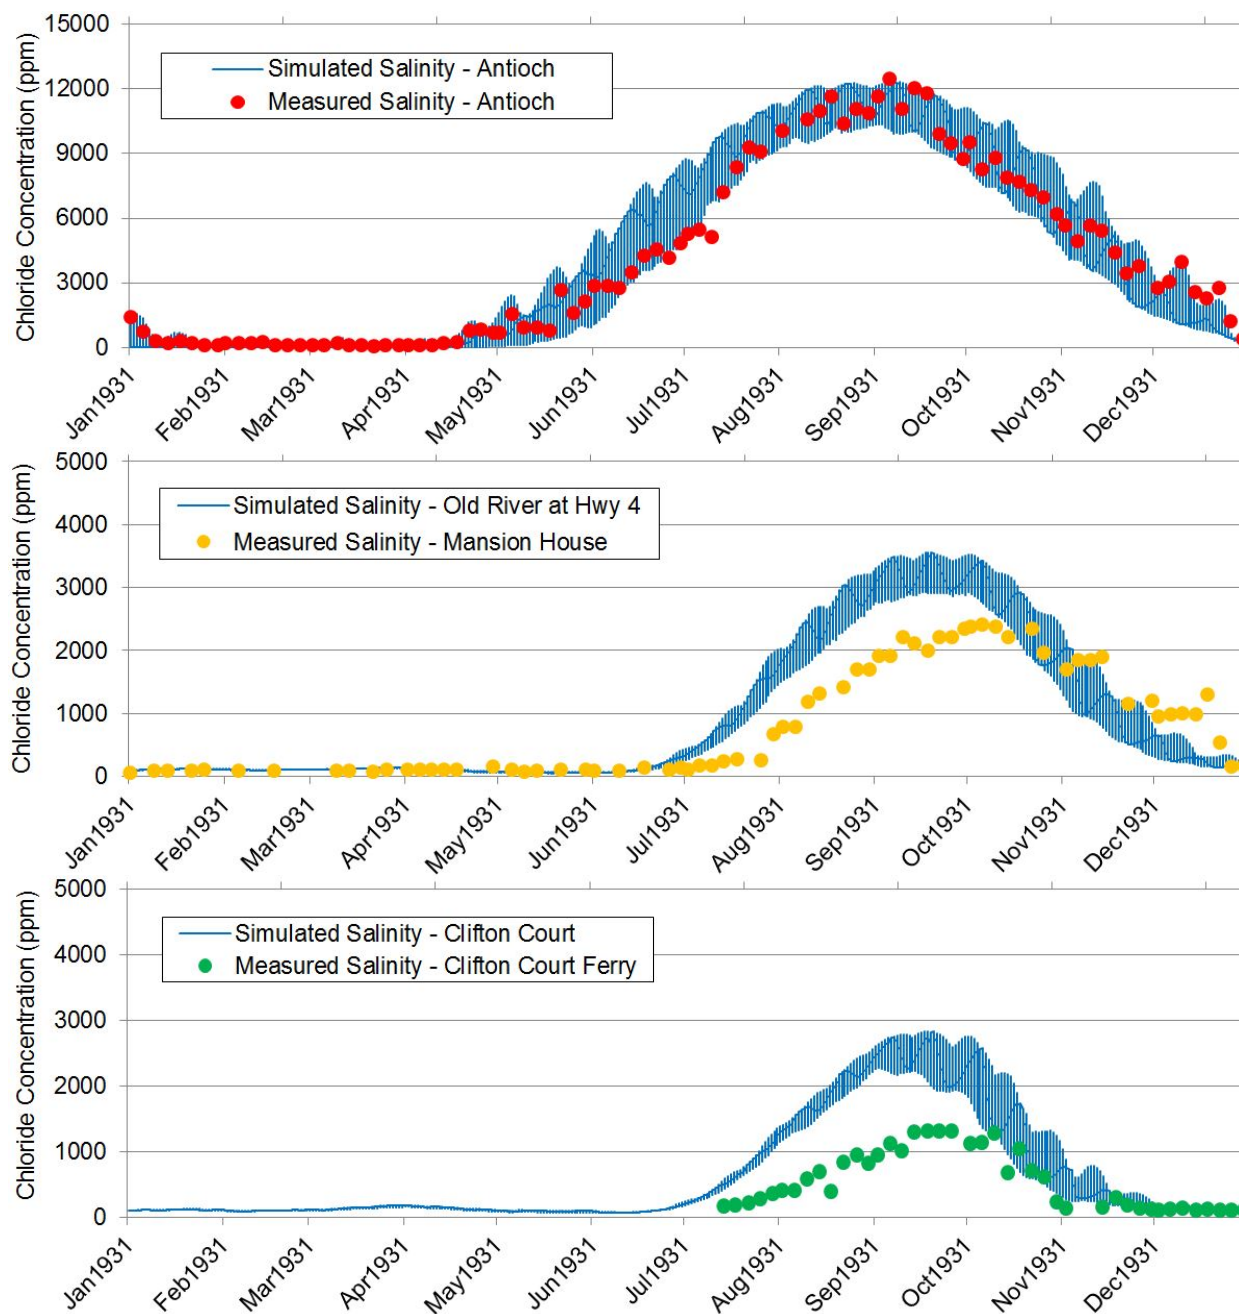 15000
12000
9000
6000
3000
0
Chloride Concentration (ppm)
Simulated Salinity - Antioch
Measured Salinity - Antioch
Jan1931
Feb1931
Mar1931
Apr1931
May1931
Jun1931
Jul1931
Aug1931
Sep1931
Oct1931
Nov1931
Dec1931
5000
4000
3000
2000
1000
0
Chloride Concentration (ppm)
Simulated Salinity - Old River at Hwy 4
Measured Salinity - Mansion House
Jan1931
Feb1931
Mar1931
Apr1931
May1931
Jun1931
Jul1931
Aug1931
Sep1931
Oct1931
Nov1931
Dec1931
5000
4000
3000
2000
1000
0
Chloride Concentration (ppm)
Simulated Salinity - Clifton Court
Measured Salinity - Clifton Court Ferry
Jan1931
Feb1931
Mar1931
Apr1931
May1931
Jun1931
Jul1931
Aug1931
Sep1931
Oct1931
Nov1931
Dec1931